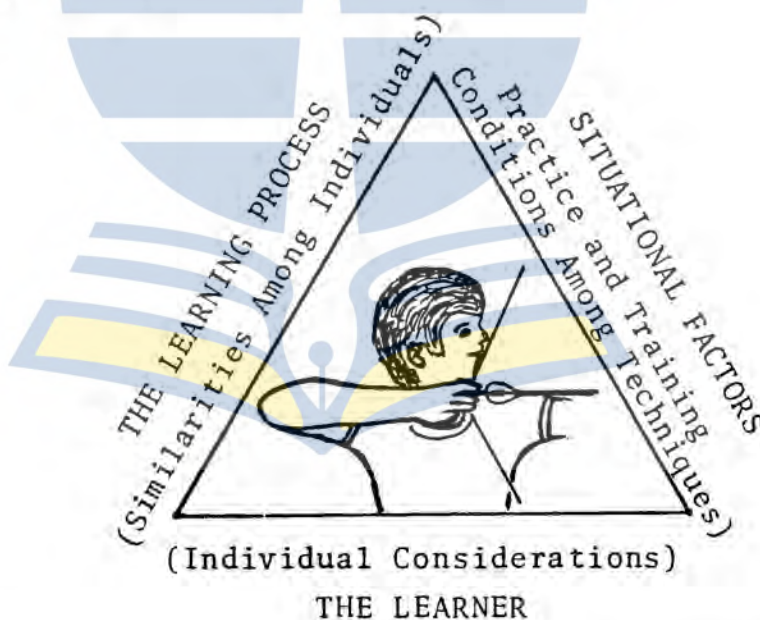 THE LEARNING PROCESS
(Similarities Among Individuals)
SITUATIONAL FACTORS
Practice and Training
Conditions Among Techniques)
(Individual Considerations)
THE LEARNER